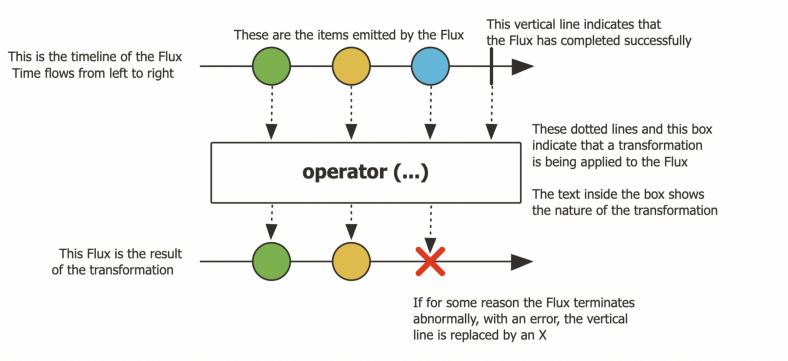 This vertical line indicates that
the Flux has completed successfully
These are the items emitted by the Flux
This is the timeline of the Flux
Time flows from left to right
These dotted lines and this box
indicate that a transformation
is being applied to the Flux
The text inside the box shows
the nature of the transformation
operator (...)
This Flux is the result
of the transformation
If for some reason the Flux terminates
abnormally, with an error, the vertical
line is replaced by an X